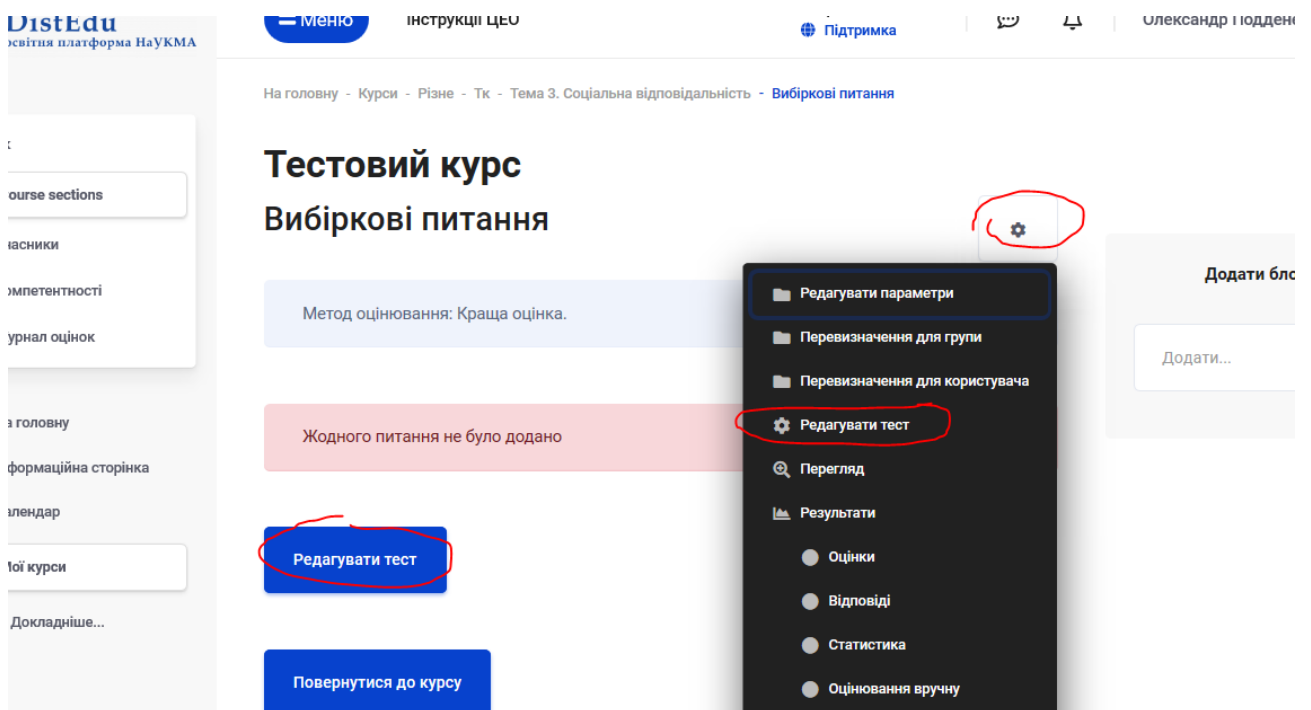 DistEdu
освітня платформа НаУКМА
Меню
Інструкції ЦЕО
Підтримка
Олександр Подден
На головну - Курси - Різне - Тк - Тема 3. Соціальна відповідальність - Вибіркові питання
Тестовий курс
Вибіркові питання
к
ourse sections
часники
омпетентності
урнал оцінок
а головну
формаційна сторінка
алендар
Мої курси
Докладніше...
Метод оцінювання: Краща оцінка.
Жодного питання не було додано
Редагувати тест
Повернутися до курсу
Редагувати параметри
Перевизначення для групи
Перевизначення для користувача
Редагувати тест
Перегляд
Результати
Оцінки
Відповіді
Статистика
Оцінювання вручну
Додати бло
Додати...